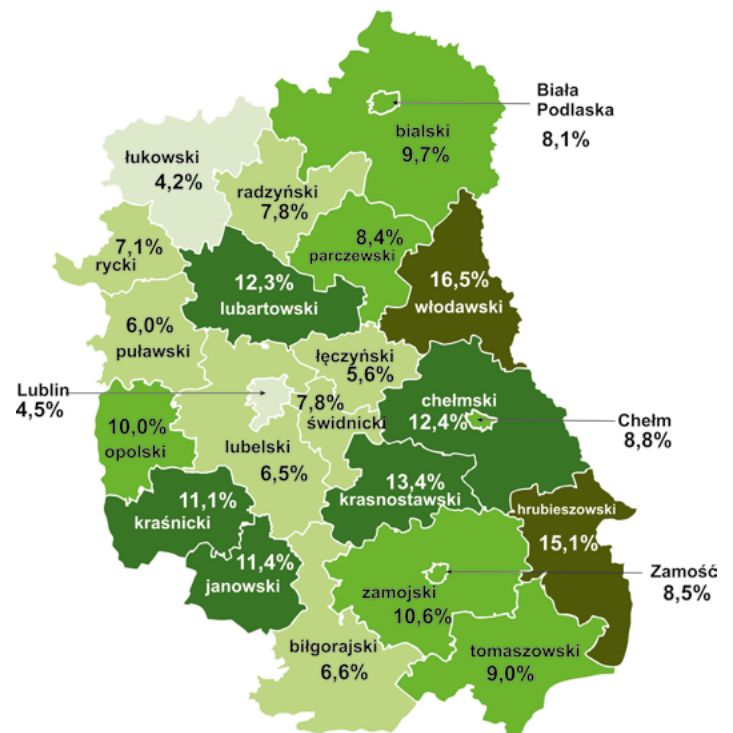 Biała
Podlaska
8,1%
bialski
9,7%
łukowski
4,2%
radzyński
7,8%
7,1%
rycki
8,4%
parczewski
12,3%
lubartowski
16,5%
włodawski
6,0%
puławski
łęczyński
5,6%
Lublin
4,5%
7,8%
świdnicki
chełmski
12,4%
Chełm
8,8%
10,0%
opolski
lubelski
6,5%
13,4%
krasnostawski
11,1%
kraśnicki
hrubieszowski
15,1%
11,4%
janowski
Zamość
8,5%
zamojski
10,6%
biłgorajski
6,6%
tomaszowski
9,0%